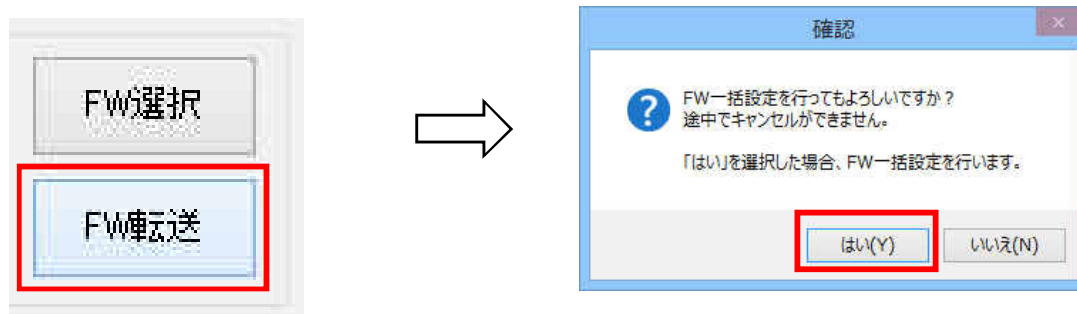 FW選択
FW転送
確認
FW一括設定を行ってもよろしいですか？
途中でキャンセルができません。
「はい」を選択した場合、FW一括設定を行います。
はい(Y)
いいえ(N)